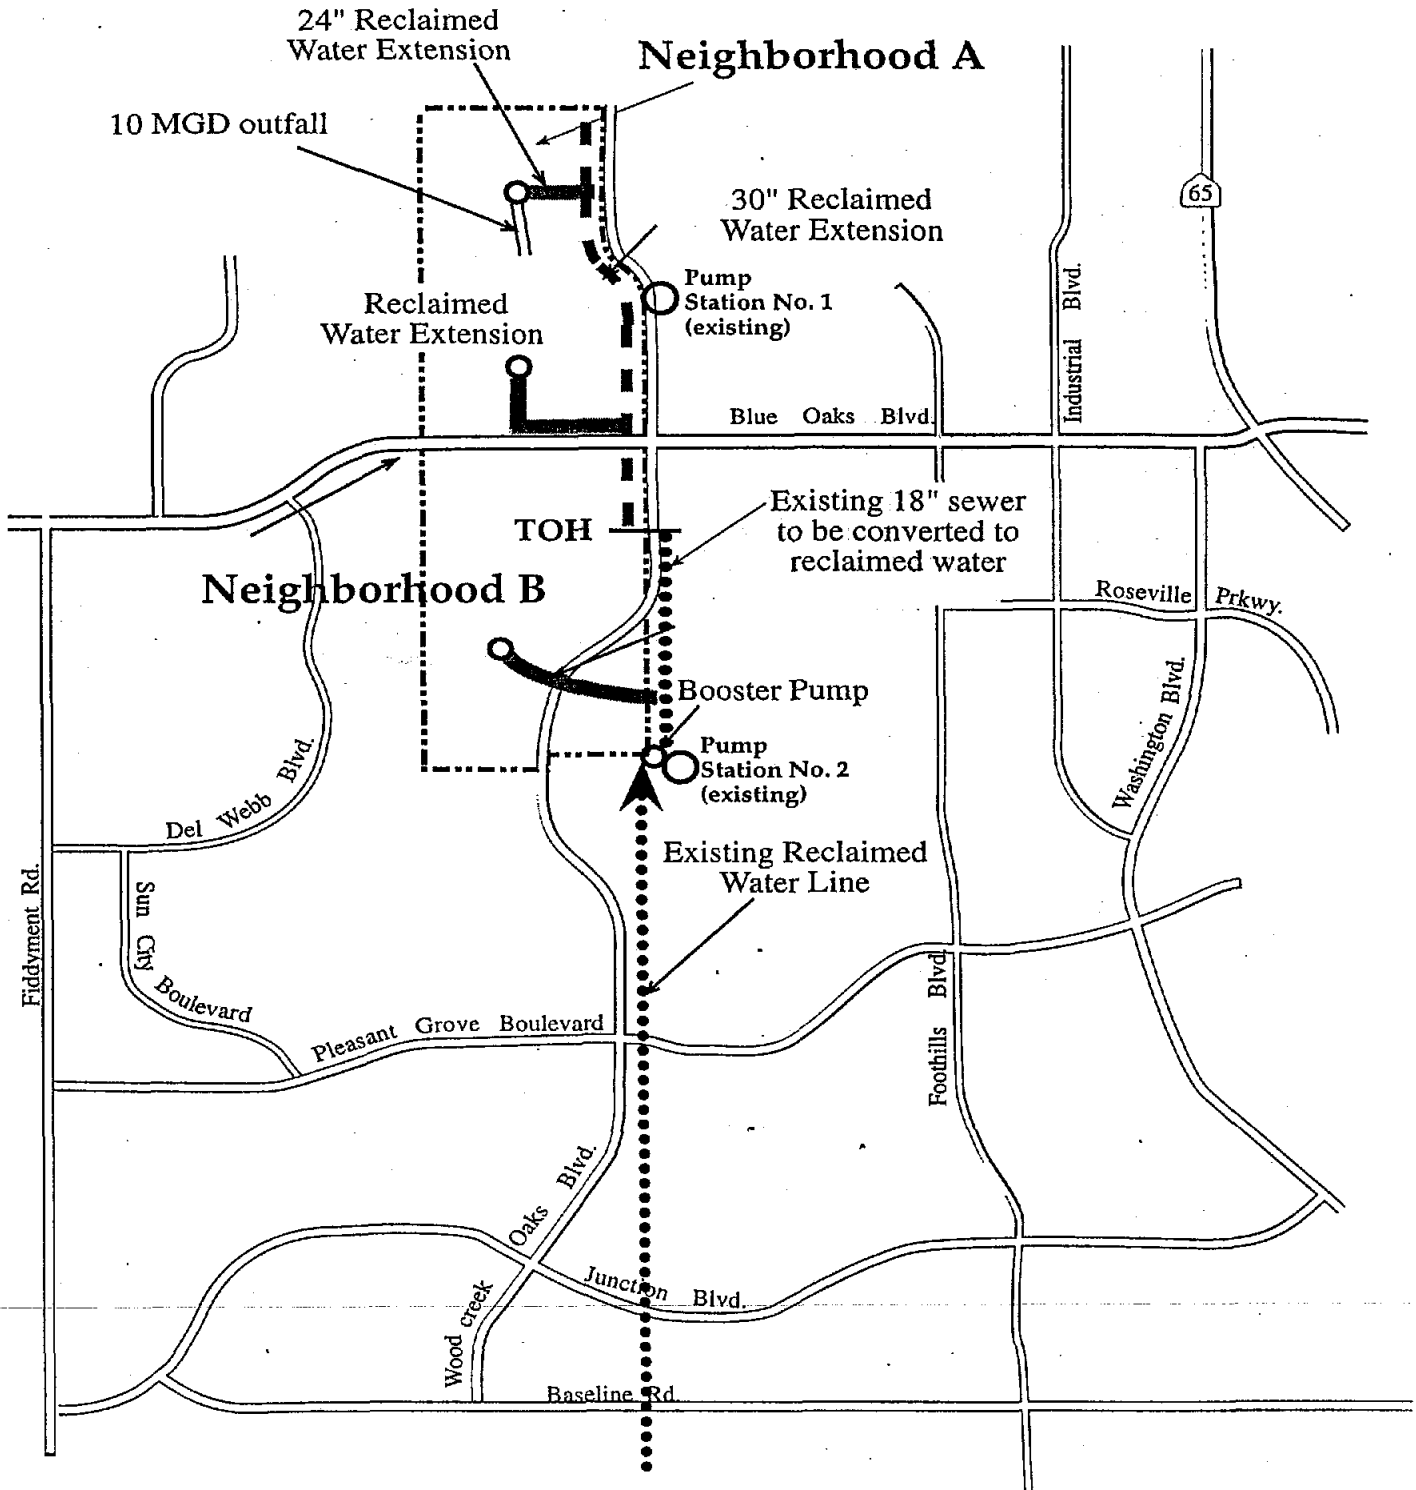 24" Reclaimed
Water Extension
Neighborhood A
10 MGD outfall
65
30" Reclaimed
Water Extension
Pump
Station No. 1
(existing)
Industrial Blvd.
Reclaimed
Water Extension
Blue Oaks Blvd.
Existing 18" sewer
to be converted to
reclaimed water
TOH
Neighborhood B
Roseville Prkwy.
Washington Blvd.
Booster Pump
Pump
Station No. 2
(existing)
Del Webb Blvd.
Existing Reclaimed
Water Line
Fiddyment Rd.
Sun City Boulevard
Foothills Blvd.
Pleasant Grove Boulevard
Wood creek Oaks Blvd.
Junction Blvd.
Baseline Rd.